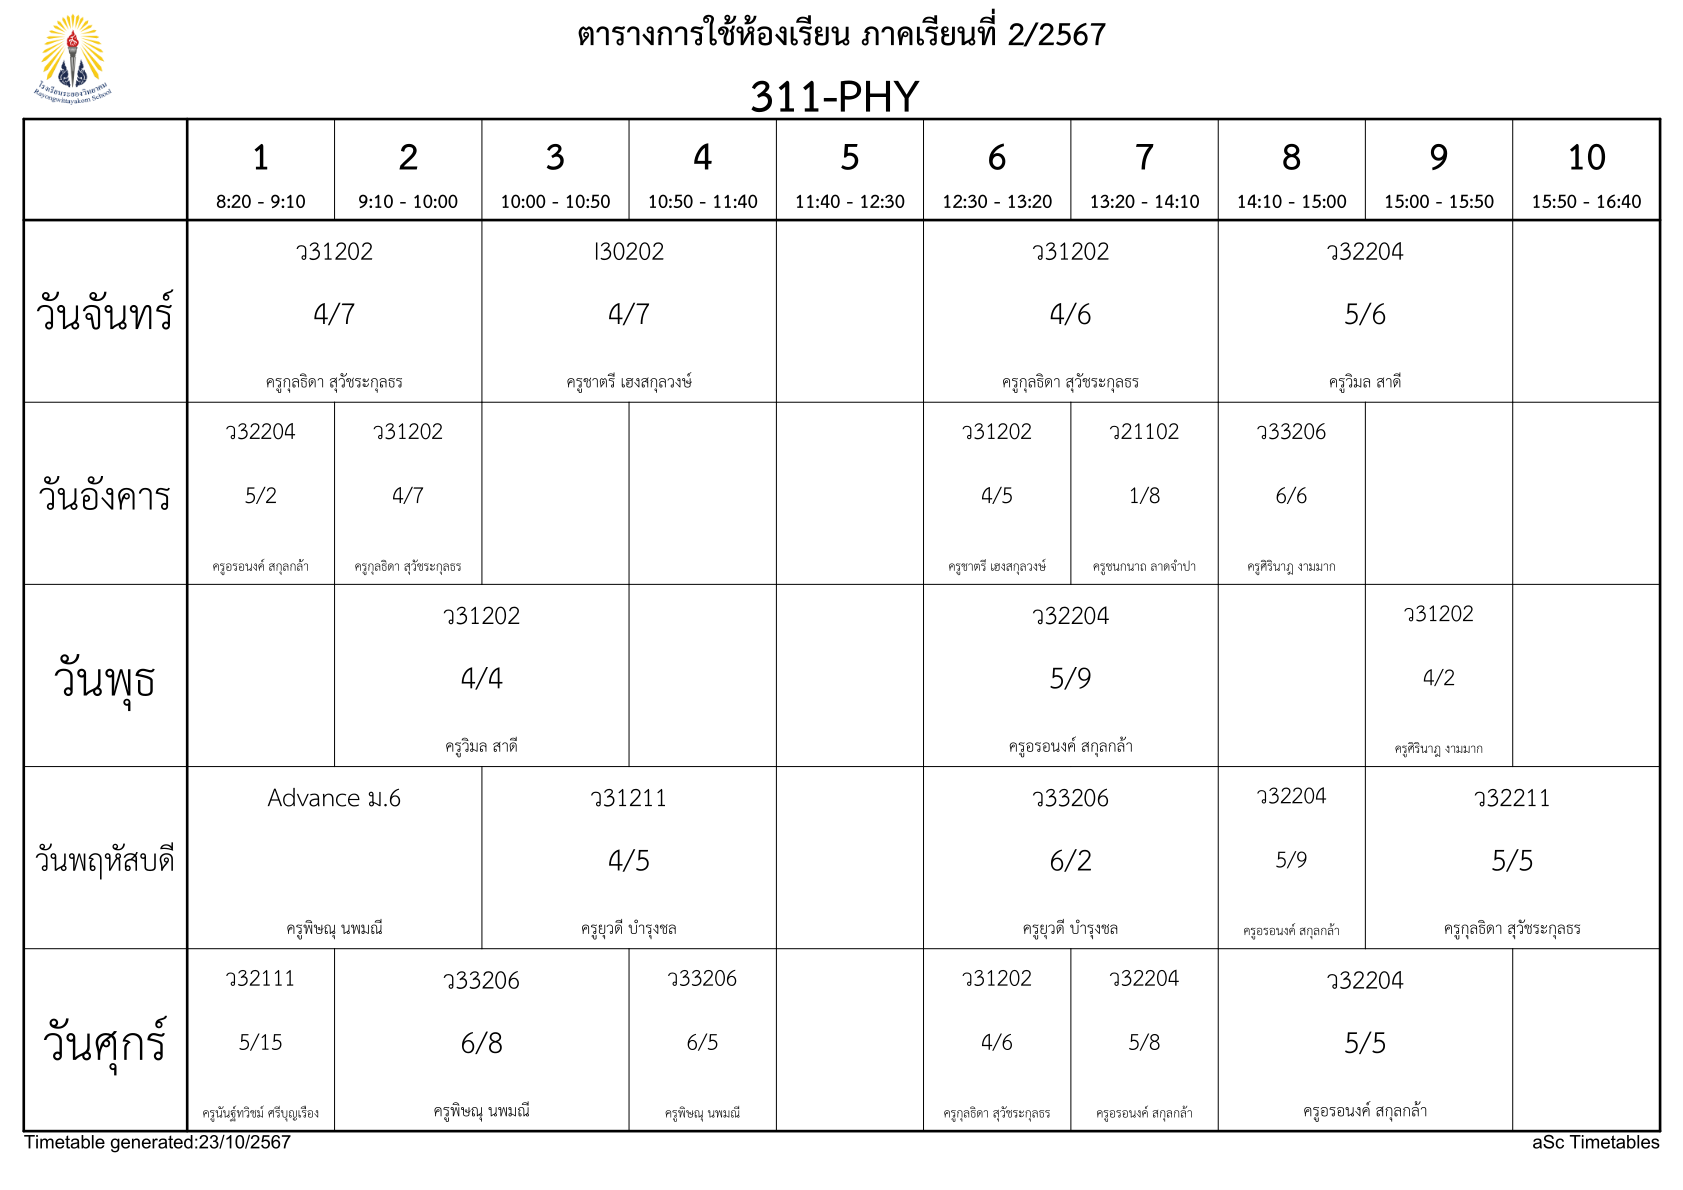 ตารางการใช้ห้องเรียน ภาคเรียนที่ 2/2567
โรงเรียนระยองวิทยาคม
Rayongwittayakom School
311-PHY
1 2 3 4 5 6 7 8 9 10
8:20 - 9:10 9:10 - 10:00 10:00 - 10:50 10:50 - 11:40 11:40 - 12:30 12:30 - 13:20 13:20 - 14:10 14:10 - 15:00 15:00 - 15:50 15:50 - 16:40
วันจันทร์
ว31202 I30202 ว31202 ว32204
4/7 4/7 4/6 5/6
ครูกุลธิดา สุวัชระกุลธร ครูชาตรี เฮงสกุลวงษ์ ครูกุลธิดา สุวัชระกุลธร ครูวิมล สาดี
วันอังคาร
ว32204 ว31202 ว31202 ว21102 ว33206
5/2 4/7 4/5 1/8 6/6
ครูอรอนงค์ สกุลกล้า ครูกุลธิดา สุวัชระกุลธร ครูชาตรี เฮงสกุลวงษ์ ครูชนกนาถ ลาดจำปา ครูศิรินาฎ งามมาก
วันพุธ
ว31202 ว32204 ว31202
4/4 5/9 4/2
ครูวิมล สาดี ครูอรอนงค์ สกุลกล้า ครูศิรินาฎ งามมาก
วันพฤหัสบดี
Advance ม.6 ว31211 ว33206 ว32204 ว32211
4/5 6/2 5/9 5/5
ครูพิษณุ นพมณี ครูยุวดี บำรุงชล ครูยุวดี บำรุงชล ครูอรอนงค์ สกุลกล้า ครูกุลธิดา สุวัชระกุลธร
วันศุกร์
ว32111 ว33206 ว33206 ว31202 ว32204 ว32204
5/15 6/8 6/5 4/6 5/8 5/5
ครูนันฐ์ทวิชม์ ศรีบุญเรือง ครูพิษณุ นพมณี ครูพิษณุ นพมณี ครูกุลธิดา สุวัชระกุลธร ครูอรอนงค์ สกุลกล้า ครูอรอนงค์ สกุลกล้า
Timetable generated:23/10/2567 aSc Timetables